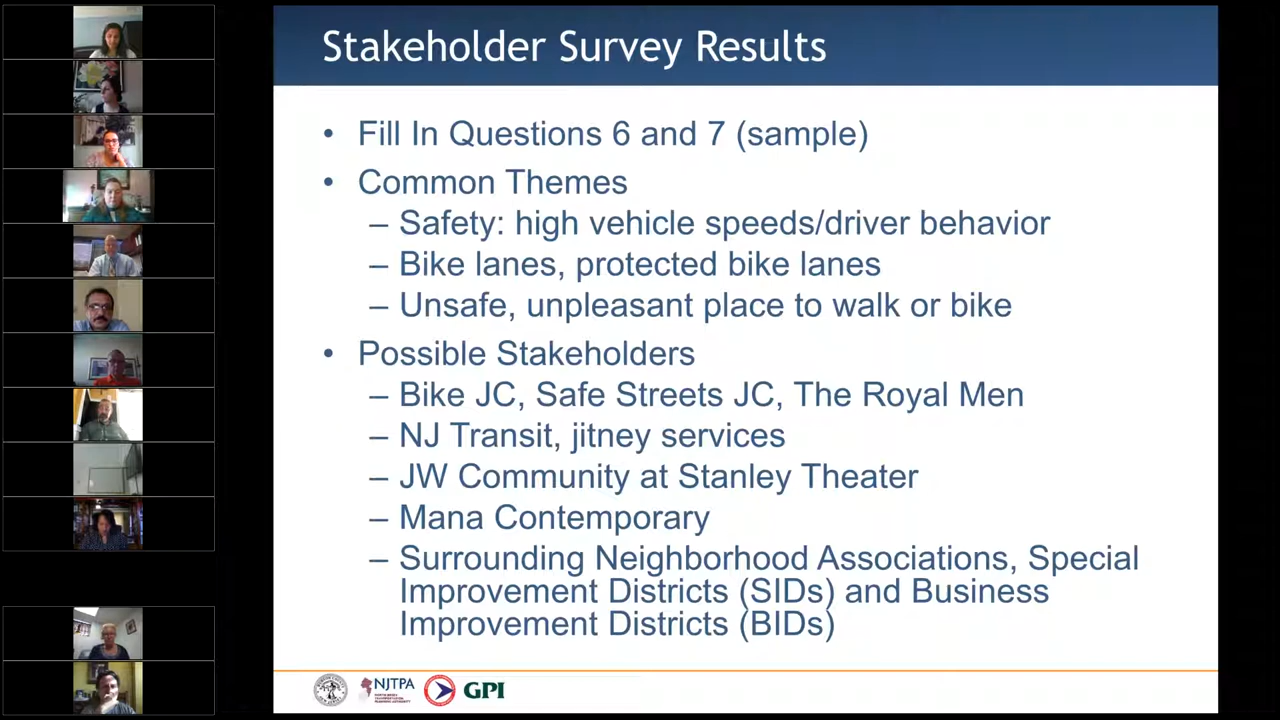 Stakeholder Survey Results
• Fill In Questions 6 and 7 (sample)
• Common Themes
– Safety: high vehicle speeds/driver behavior
– Bike lanes, protected bike lanes
– Unsafe, unpleasant place to walk or bike
• Possible Stakeholders
– Bike JC, Safe Streets JC, The Royal Men
– NJ Transit, jitney services
– JW Community at Stanley Theater
– Mana Contemporary
– Surrounding Neighborhood Associations, Special
Improvement Districts (SIDs) and Business
Improvement Districts (BIDs)
NJTPA
GPI